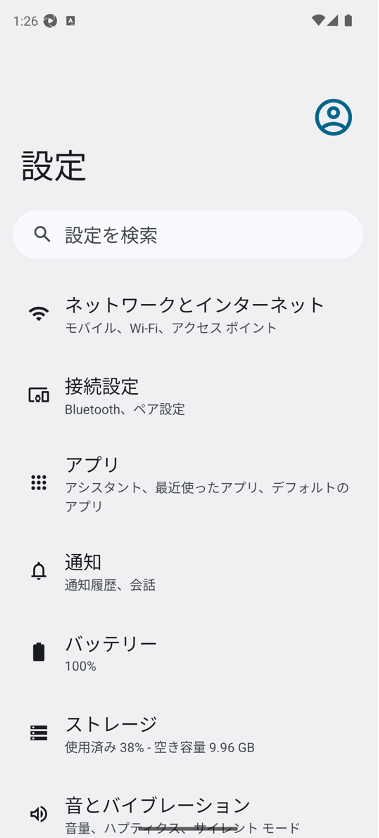 1:26
設定
設定を検索
ネットワークとインターネット
モバイル、Wi-Fi、アクセス ポイント
接続設定
Bluetooth、ペア設定
アプリ
アシスタント、最近使ったアプリ、デフォルトの
アプリ
通知
通知履歴、会話
バッテリー
100%
ストレージ
使用済み 38% - 空き容量 9.96 GB
音とバイブレーション
音量、ハプティクス、サイレント モード